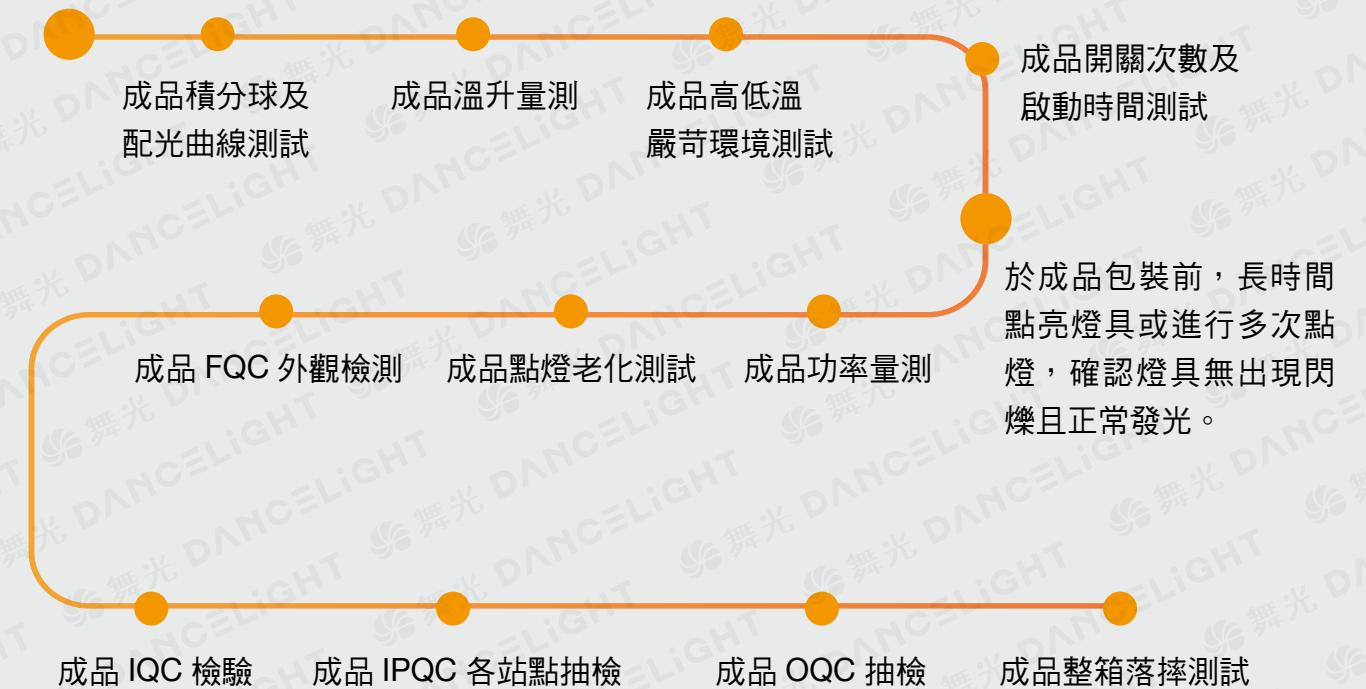 成品積分球及
配光曲線測試
成品溫升量測
成品高低溫
嚴苛環境測試
成品開關次數及
啟動時間測試
於成品包裝前，長時間
點亮燈具或進行多次點
燈，確認燈具無出現閃
爍且正常發光。
成品 FQC 外觀檢測
成品點燈老化測試
成品功率量測
成品 IQC 檢驗
成品 IPQC 各站點抽檢
成品 OQC 抽檢
成品整箱落摔測試
舞光 DANCELiGHT